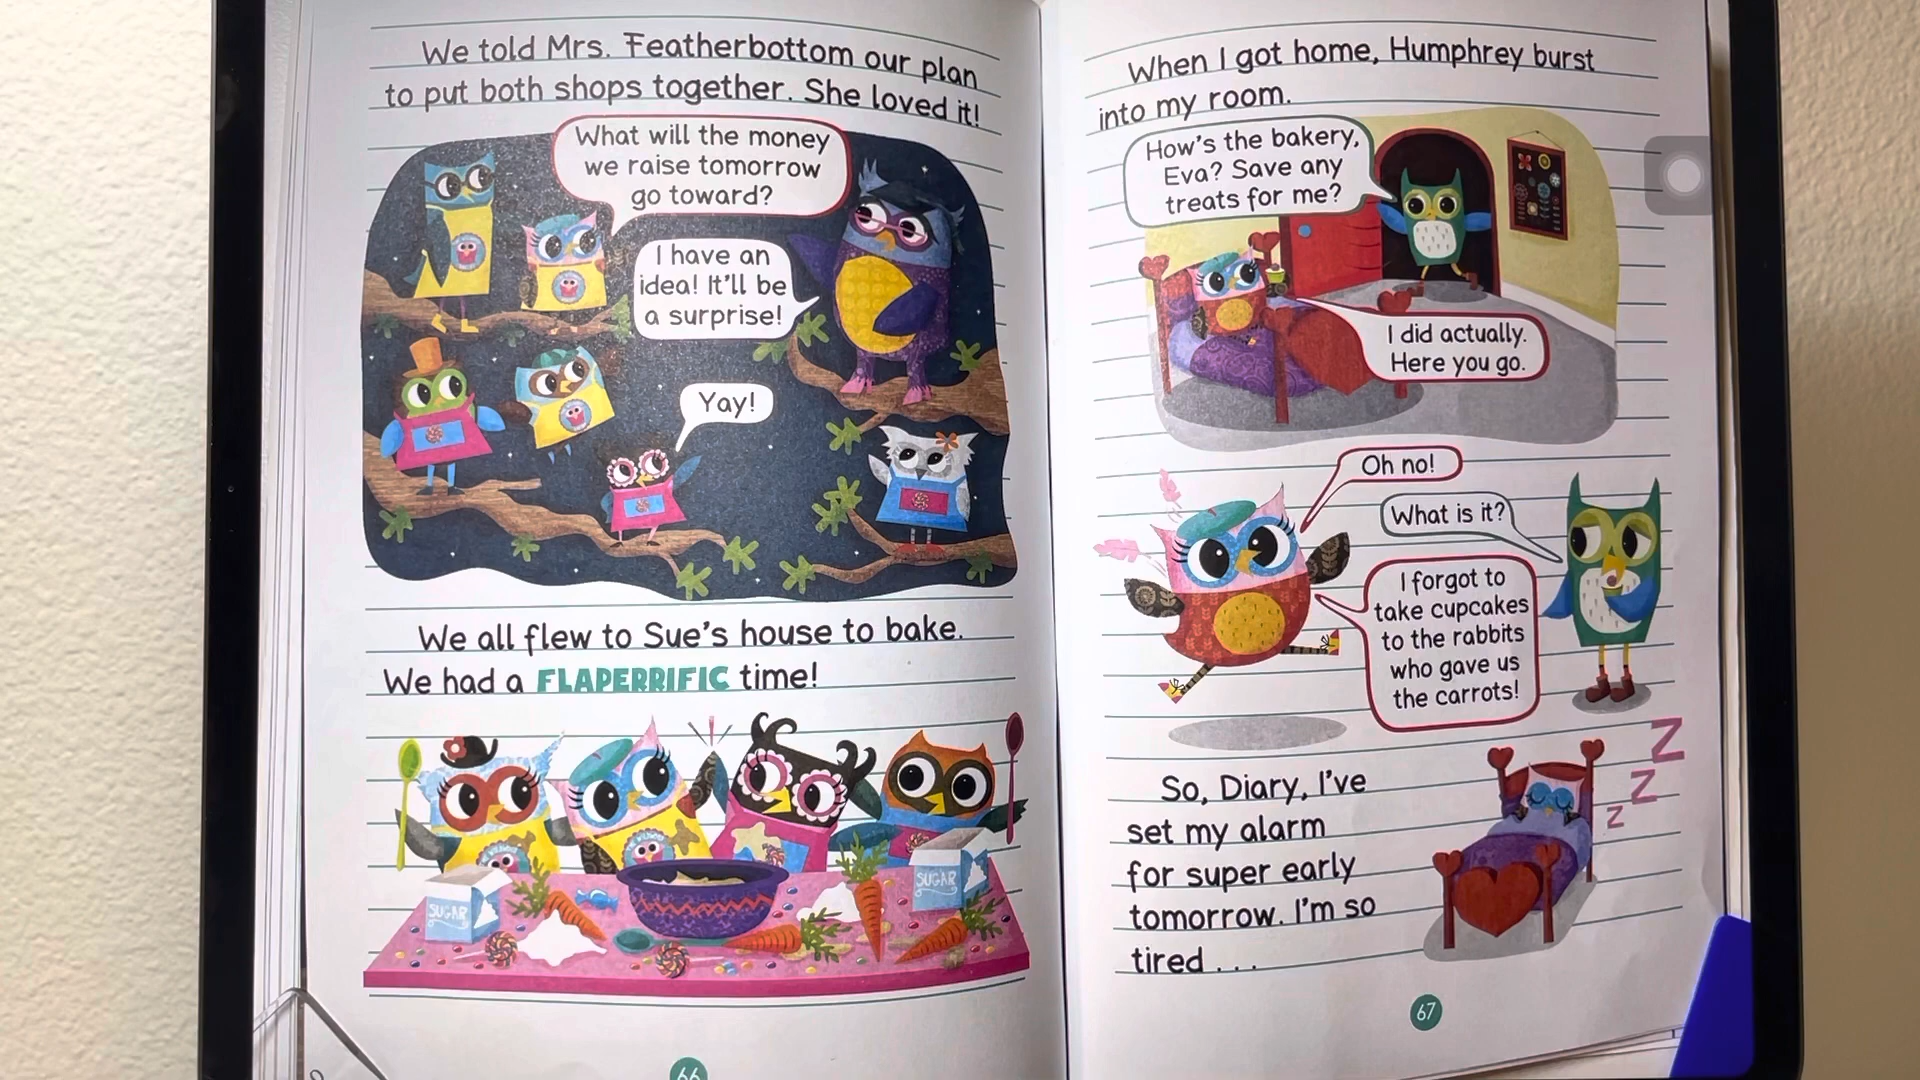 We told Mrs. Featherbottom our plan
to put both shops together. She loved it!
What will the money
we raise tomorrow
go toward?
I have an
idea! It'll be
a surprise!
Yay!
We all flew to Sue's house to bake.
We had a FLAPERRIFIC time!
SUGAR
SUGAR
66
When I got home, Humphrey burst
into my room.
How's the bakery,
Eva? Save any
treats for me?
I did actually.
Here you go.
Oh no!
What is it?
I forgot to
take cupcakes
to the rabbits
who gave us
the carrots!
So, Diary, I've
set my alarm
for super early
tomorrow. I'm so
tired . . .
Z
Z
z
67